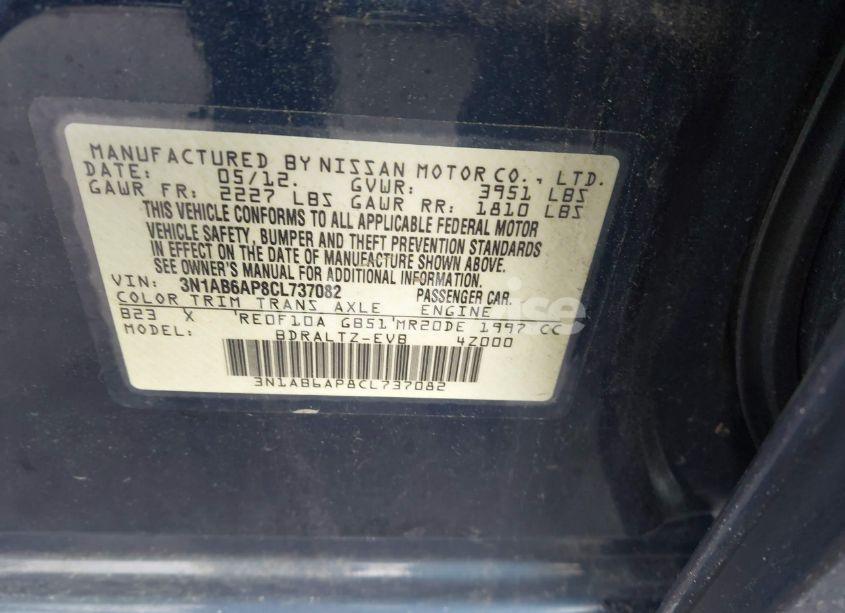 MANUFACTURED BY NISSAN MOTOR CO., LTD.
DATE: 05/12. GVWR: 3951 LBS
GAWR FR: 2227 LBS GAWR RR: 1810 LBS
THIS VEHICLE CONFORMS TO ALL APPLICABLE FEDERAL MOTOR
VEHICLE SAFETY, BUMPER AND THEFT PREVENTION STANDARDS
IN EFFECT ON THE DATE OF MANUFACTURE SHOWN ABOVE.
SEE OWNER'S MANUAL FOR ADDITIONAL INFORMATION.
VIN: 3N1AB6AP8CL737082 PASSENGER CAR.
COLOR TRIM TRANS AXLE ENGINE
B23 X 'RE0F10A GB51'MR20DE 1997 CC
MODEL: BDRALTZ-EVB 4Z000
3N1AB6AP8CL737082